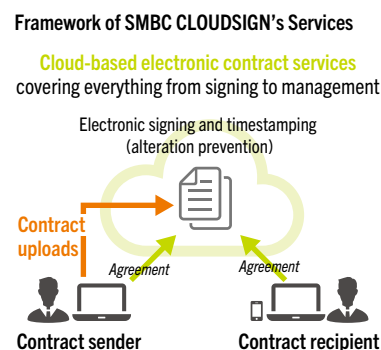 Framework of SMBC CLOUDSIGN's Services
Cloud-based electronic contract services
covering everything from signing to management
Electronic signing and timestamping
(alteration prevention)
Contract
uploads
Agreement
Agreement
Contract sender
Contract recipient